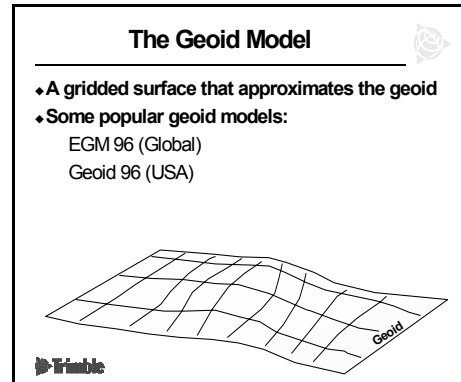 The Geoid Model
◆A gridded surface that approximates the geoid
◆Some popular geoid models:
EGM 96 (Global)
Geoid 96 (USA)
Geoid
Trimble